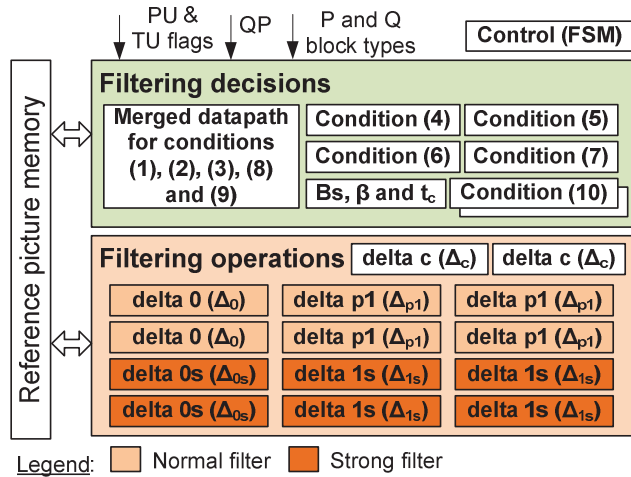 PU &
TU flags
QP
P and Q
block types
Control (FSM)
Reference picture memory
Filtering decisions
Merged datapath
for conditions
(1), (2), (3), (8)
and (9)
Condition (4)
Condition (5)
Condition (6)
Condition (7)
Bs, β and tc
Condition (10)
Filtering operations
delta c (Δc)
delta c (Δc)
delta 0 (Δ0)
delta p1 (Δp1)
delta p1 (Δp1)
delta 0 (Δ0)
delta p1 (Δp1)
delta p1 (Δp1)
delta 0s (Δ0s)
delta 1s (Δ1s)
delta 1s (Δ1s)
delta 0s (Δ0s)
delta 1s (Δ1s)
delta 1s (Δ1s)
Legend:
Normal filter
Strong filter